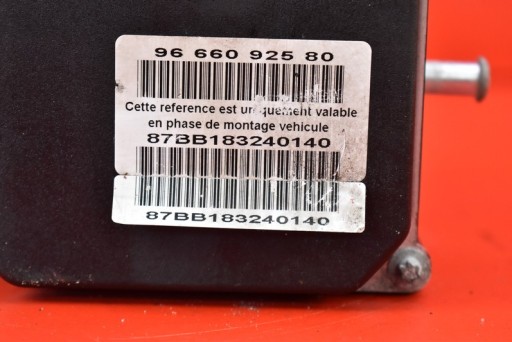 96 660 925 80
Cette reference est uniquement valable
en phase de montage vehicule
87BB183240140
87BB183240140